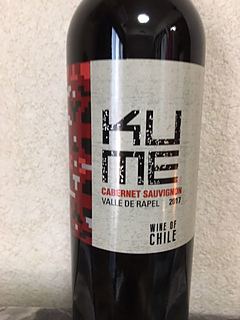 KU
ME
CABERNET SAUVIGNON
VALLE DE RAPEL 2017
WINE OF
CHILE